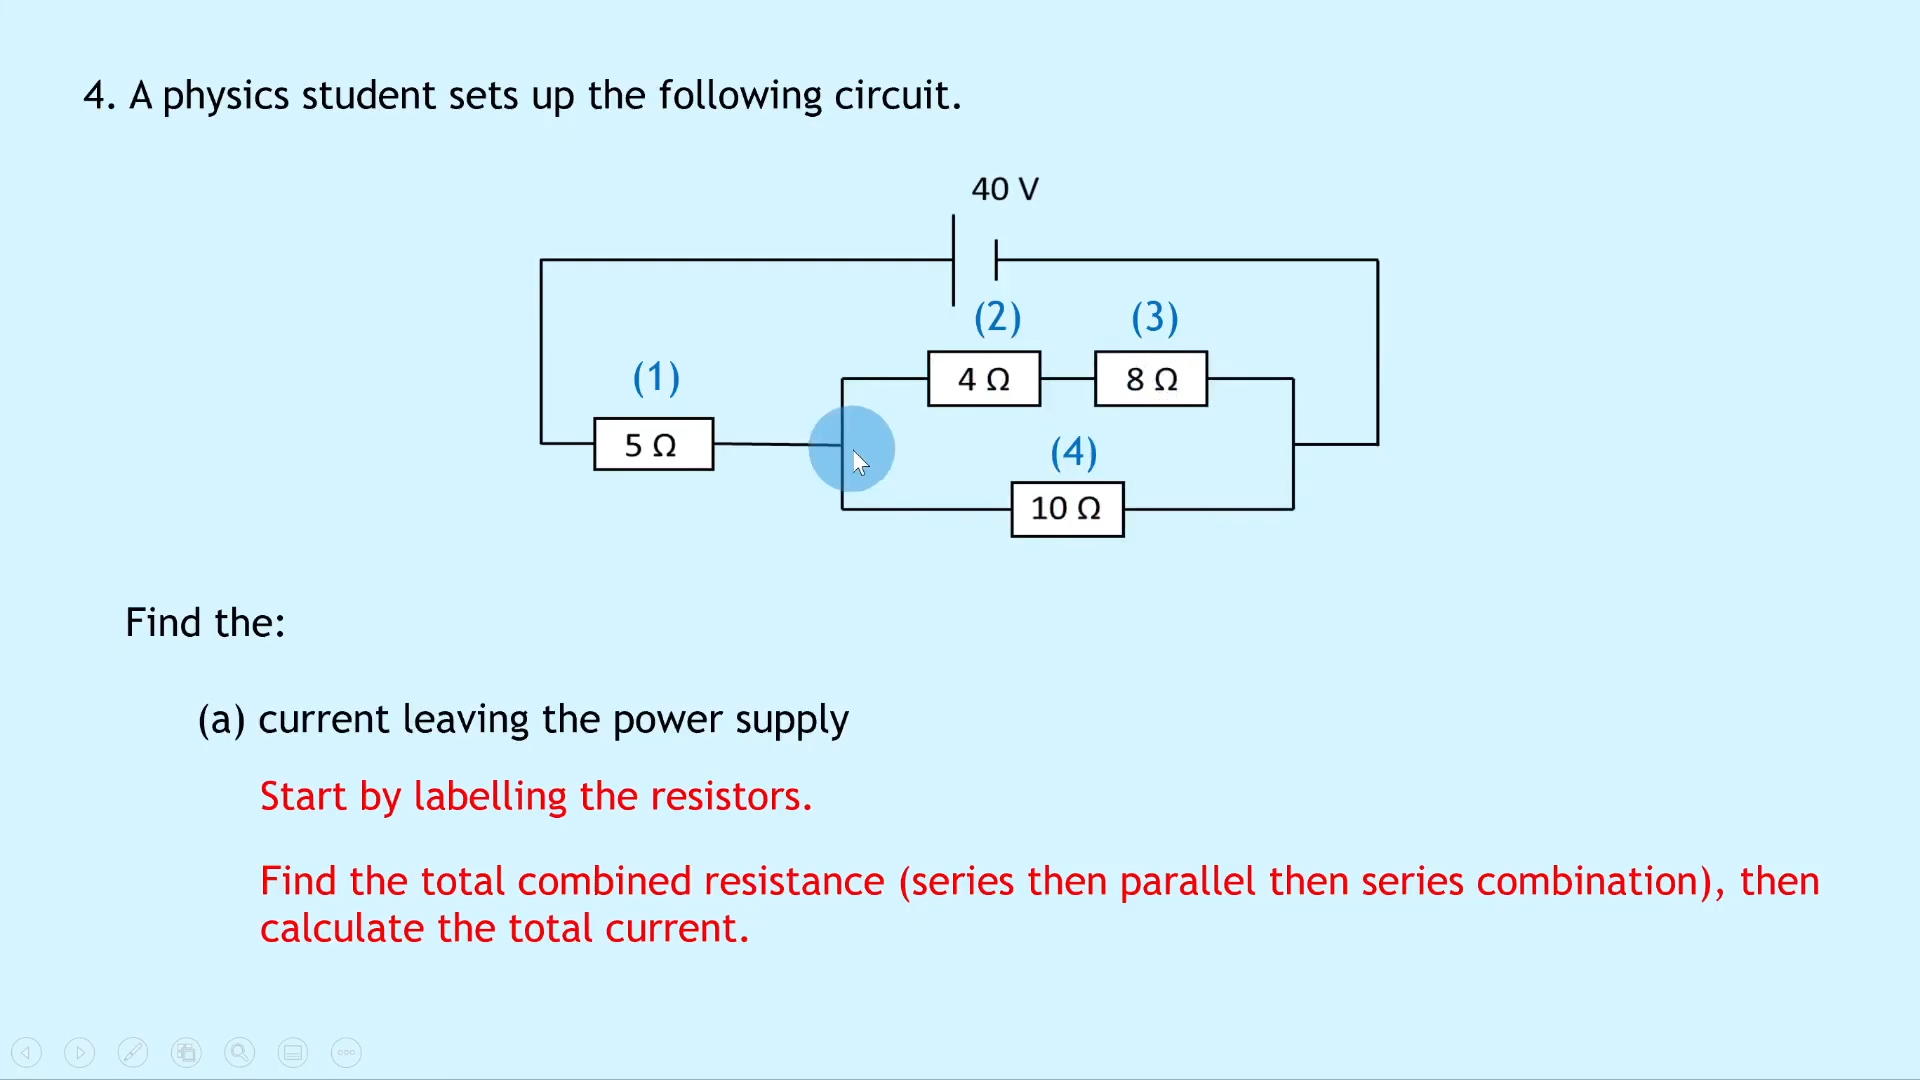 4. A physics student sets up the following circuit.
40 V
(2)
(3)
(1)
4 Ω
8 Ω
5 Ω
(4)
10 Ω
Find the:
(a) current leaving the power supply
Start by labelling the resistors.
Find the total combined resistance (series then parallel then series combination), then
calculate the total current.